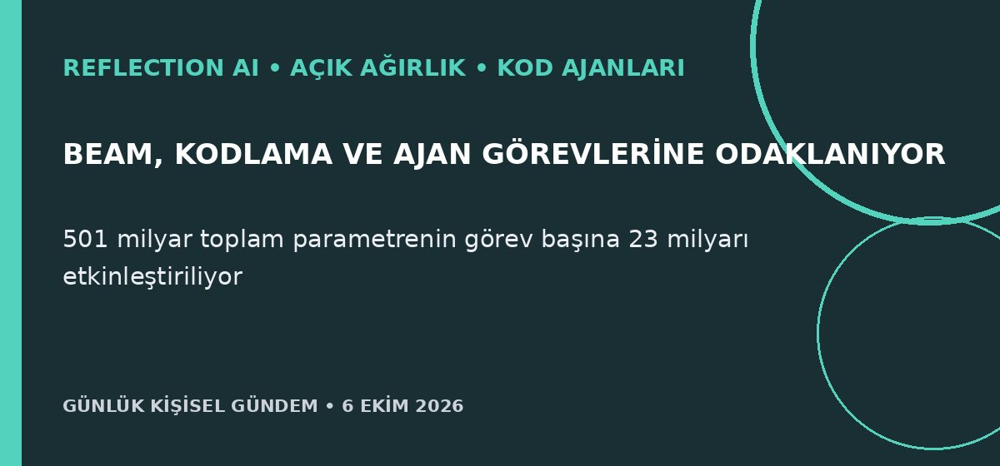 REFLECTION AI • AÇIK AĞIRLIK • KOD AJANLARI
BEAM, KODLAMA VE AJAN GÖREVLERİNE ODAKLANIYOR
501 milyar toplam parametrenin görev başına 23 milyarı
etkinleştiriliyor
GÜNLÜK KİŞİSEL GÜNDEM • 6 EKİM 2026